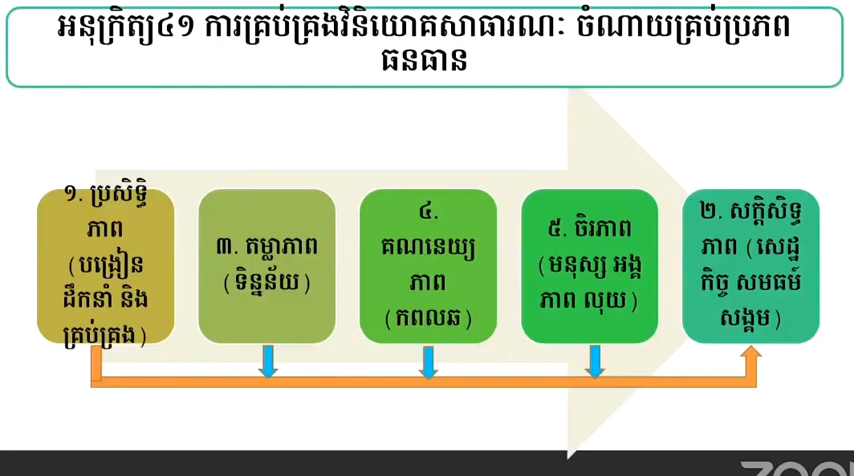 អនុក្រិត្យ៤១ ការគ្រប់គ្រងវិនិយោគសាធារណៈ ចំណាយគ្រប់ប្រភព
ធនធាន
១. ប្រសិទ្ធិ
ភាព
(បង្រៀន
ដឹកនាំ និង
គ្រប់គ្រង)
៣. តម្លាភាព
(ទិន្នន័យ)
៤.
គណនេយ្យ
ភាព
(កពលឆ)
៥. ចិរភាព
(មនុស្ស អង្គ
ភាព លុយ)
២. សក្តិសិទ្ធ
ភាព (សេដ្ឋ
កិច្ច សមធម៍
សង្គម)
zoom